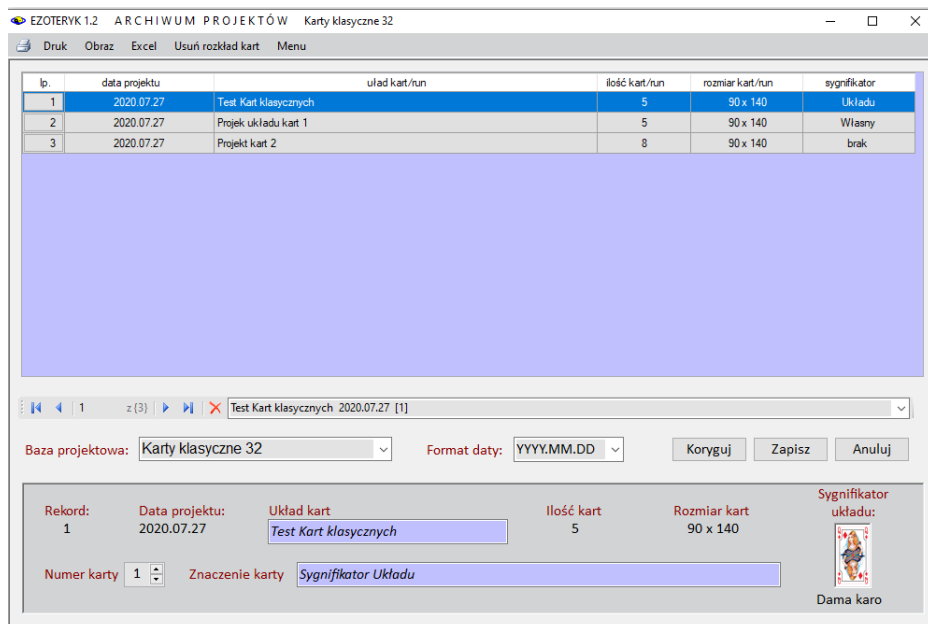 EZOTERYK 1.2 A R C H I W U M P R O J E K T Ó W Karty klasyczne 32
Druk Obraz Excel Usuń rozkład kart Menu
lp. data projektu uład kart/run ilość kart/run rozmiar kart/run sygnifikator
1 2020.07.27 Test Kart klasycznych 5 90 x 140 Układu
2 2020.07.27 Projek układu kart 1 5 90 x 140 Własny
3 2020.07.27 Projekt kart 2 8 90 x 140 brak
1 z {3} Test Kart klasycznych 2020.07.27 [1]
Baza projektowa: Karty klasyczne 32 Format daty: YYYY.MM.DD Koryguj Zapisz Anuluj
Rekord: Data projektu: Układ kart Ilość kart Rozmiar kart Sygnifikator układu:
1 2020.07.27 Test Kart klasycznych 5 90 x 140
Numer karty 1 Znaczenie karty Sygnifikator Układu
Dama karo